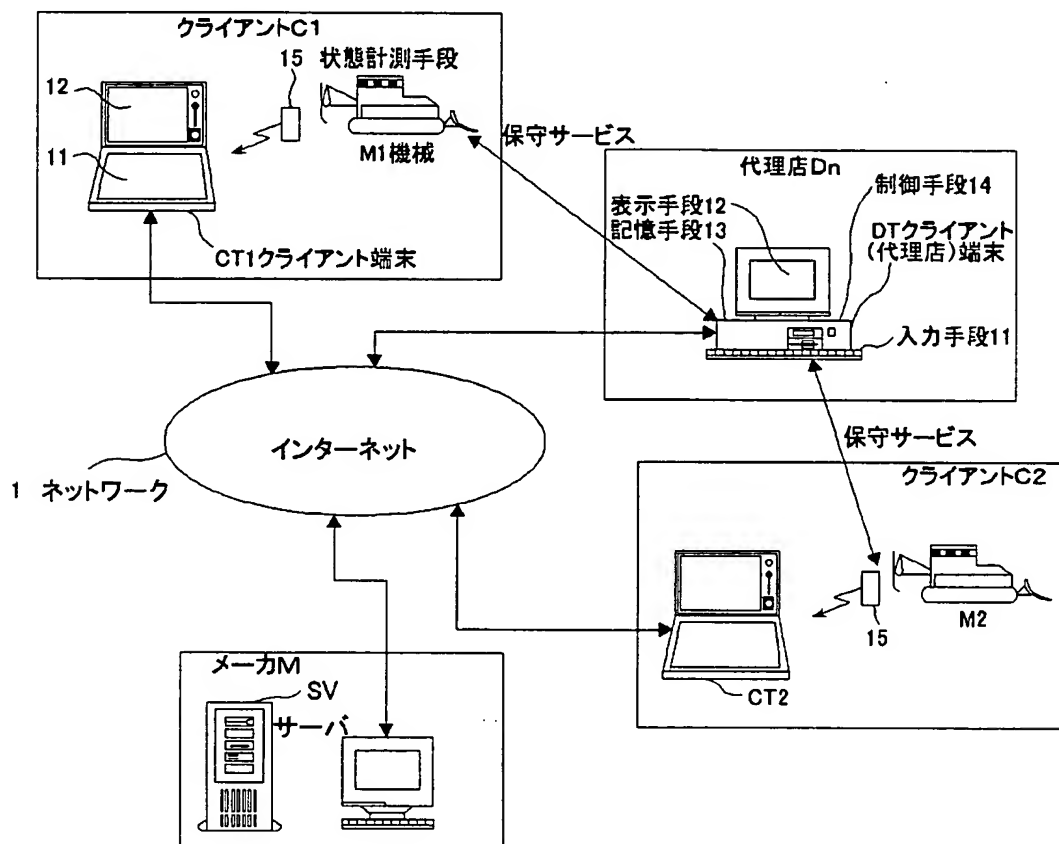 クライアントC1
15 状態計測手段
12
11
M1機械
CT1クライアント端末
保守サービス
代理店Dn
表示手段12
記憶手段13
制御手段14
DTクライアント
(代理店)端末
入力手段11
インターネット
1 ネットワーク
保守サービス
クライアントC2
15
M2
CT2
メーカM
SV
サーバ